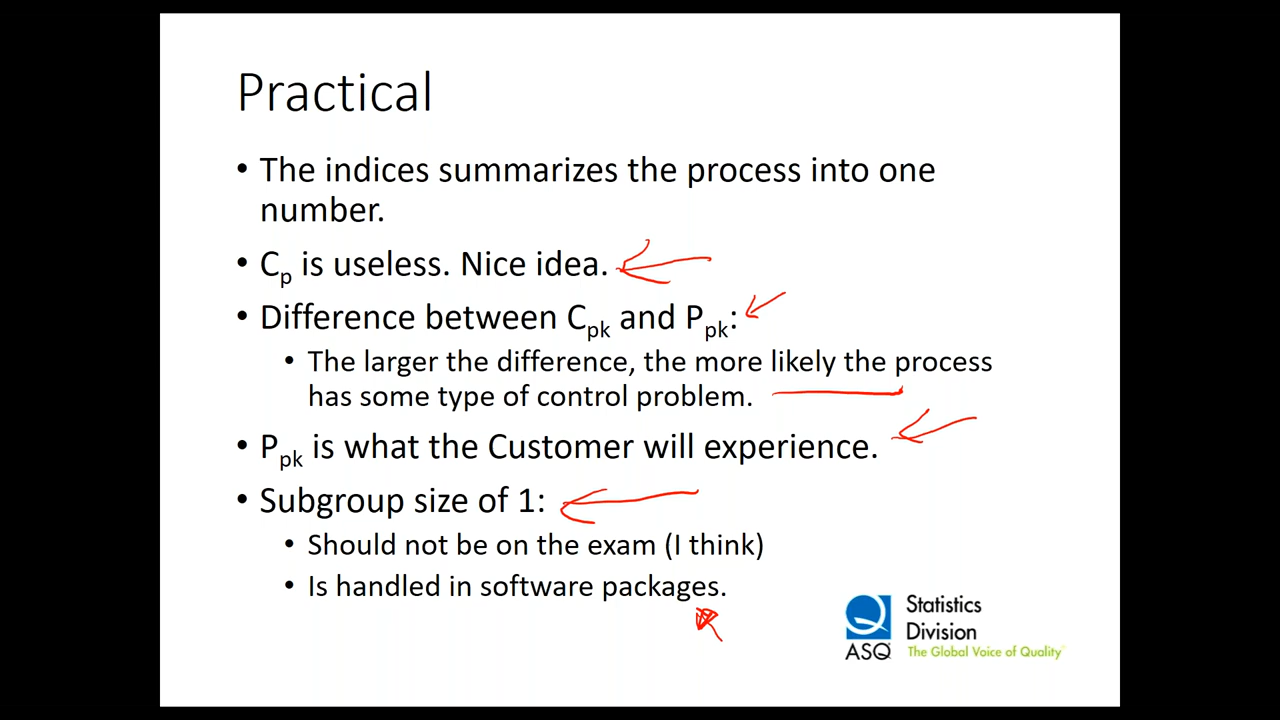 Practical
• The indices summarizes the process into one
number.
• Cp is useless. Nice idea.
• Difference between Cpk and Ppk:
• The larger the difference, the more likely the process
has some type of control problem.
• Ppk is what the Customer will experience.
• Subgroup size of 1:
• Should not be on the exam (I think)
• Is handled in software packages.
Statistics
Division
ASQ The Global Voice of Quality